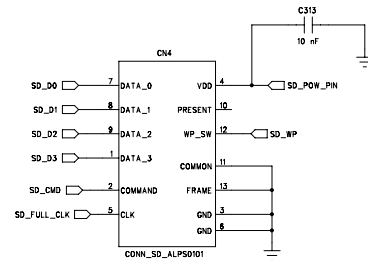 C313
10 nF
CN4
SD_D0 7 DATA_0 VDD 4 SD_POW_PIN
SD_D1 8 DATA_1 PRESENT 10
SD_D2 9 DATA_2 WP_SW 12 SD_WP
SD_D3 1 DATA_3
COMMON 11
SD_CMD 2 COMMAND FRAME 13
SD_FULL_CLK 5 CLK GND 3
GND 6
CONN_SD_ALPS0101